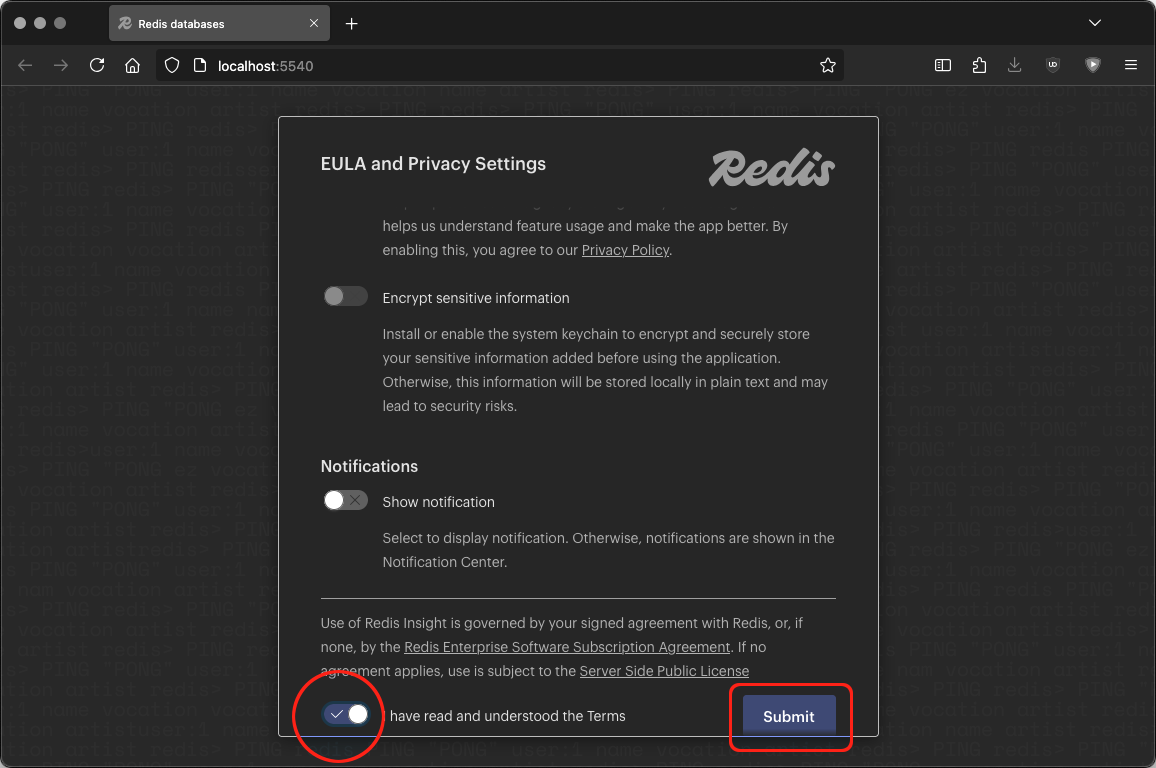 Redis databases
localhost:5540
EULA and Privacy Settings
Redis
helps us understand feature usage and make the app better. By
enabling this, you agree to our Privacy Policy.
Encrypt sensitive information
Install or enable the system keychain to encrypt and securely store
your sensitive information added before using the application.
Otherwise, this information will be stored locally in plain text and may
lead to security risks.
Notifications
Show notification
Select to display notification. Otherwise, notifications are shown in the
Notification Center.
Use of Redis Insight is governed by your signed agreement with Redis, or, if
none, by the Redis Enterprise Software Subscription Agreement. If no
agreement applies, use is subject to the Server Side Public License
have read and understood the Terms
Submit